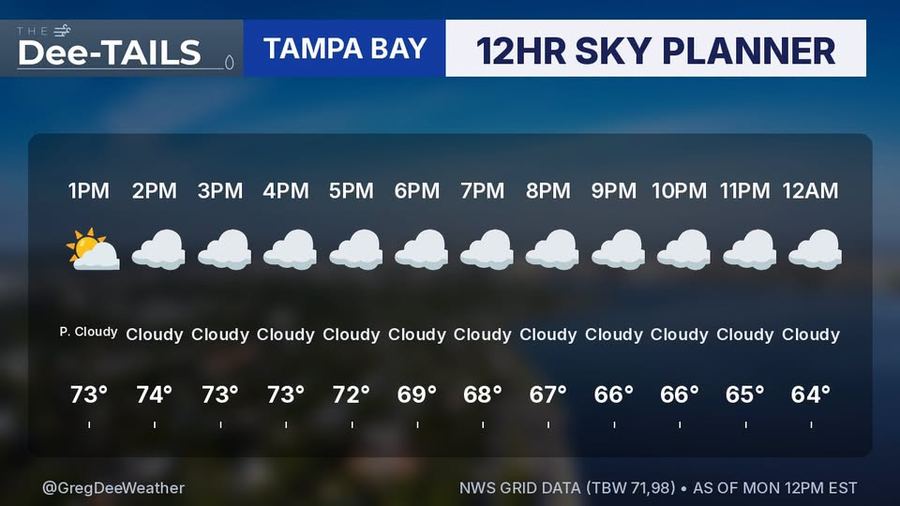 THE
Dee-TAILS
TAMPA BAY
12HR SKY PLANNER
1PM 2PM 3PM 4PM 5PM 6PM 7PM 8PM 9PM 10PM 11PM 12AM
P. Cloudy Cloudy Cloudy Cloudy Cloudy Cloudy Cloudy Cloudy Cloudy Cloudy Cloudy Cloudy
73° 74° 73° 73° 72° 69° 68° 67° 66° 66° 65° 64°
@GregDeeWeather
NWS GRID DATA (TBW 71,98) • AS OF MON 12PM EST